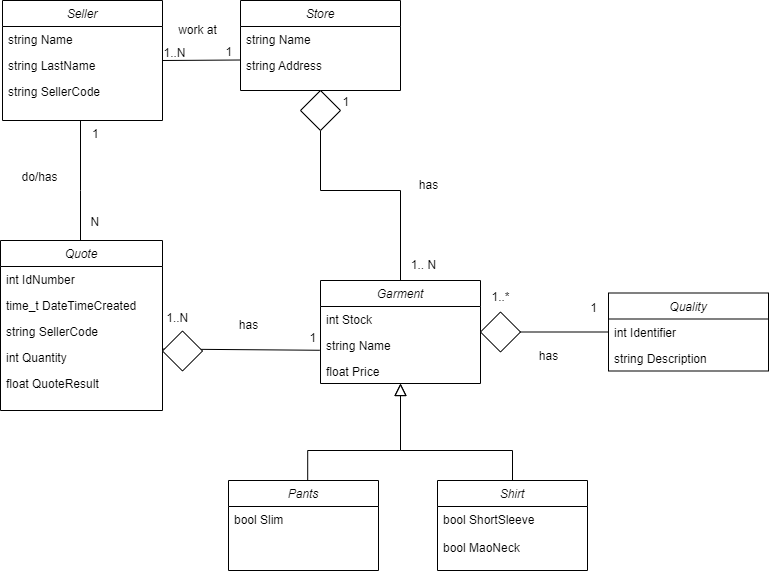 Seller
string Name
string LastName
string SellerCode
work at
1..N
1
Store
string Name
string Address
1
1
do/has
N
has
1.. N
Quote
int IdNumber
time_t DateTimeCreated
string SellerCode
int Quantity
float QuoteResult
1..N
has
1
Garment
int Stock
string Name
float Price
1..*
1
has
Quality
int Identifier
string Description
Pants
bool Slim
Shirt
bool ShortSleeve
bool MaoNeck